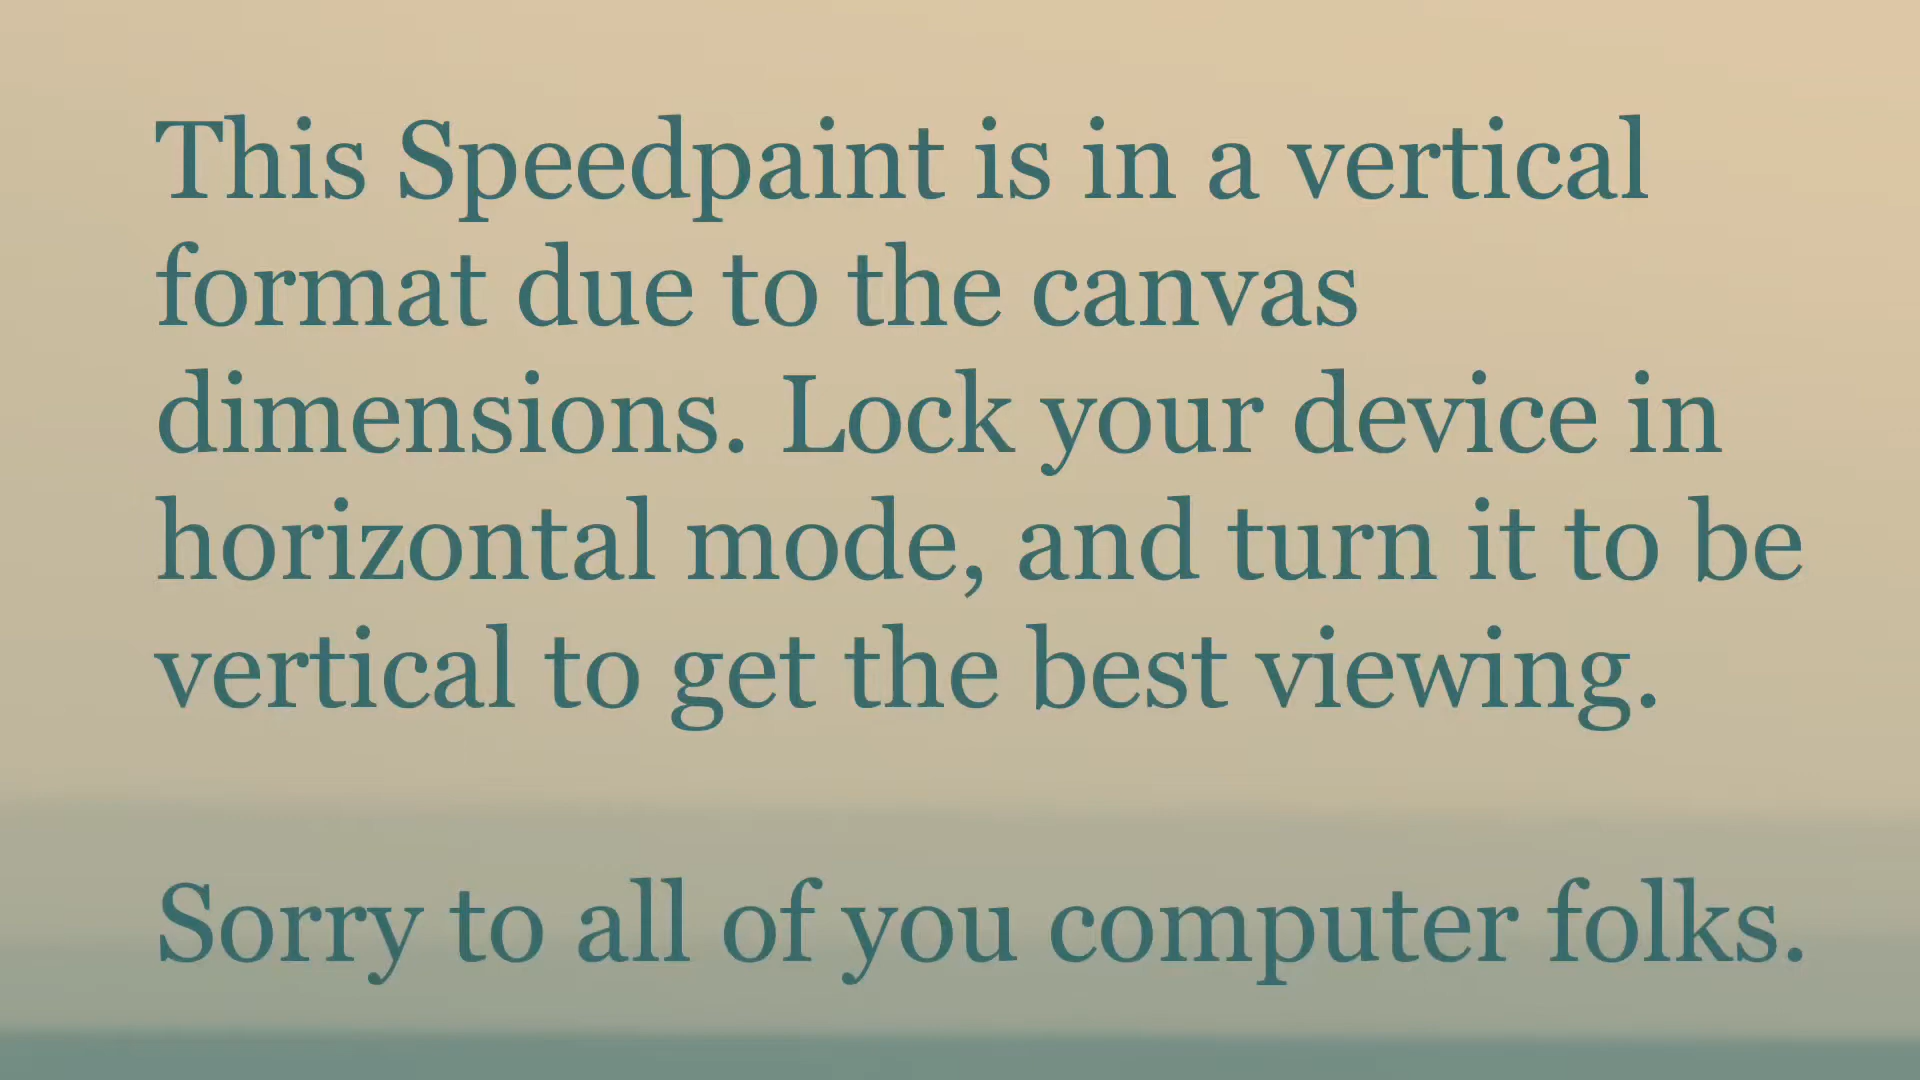 This Speedpaint is in a vertical
format due to the canvas
dimensions. Lock your device in
horizontal mode, and turn it to be
vertical to get the best viewing.
Sorry to all of you computer folks.